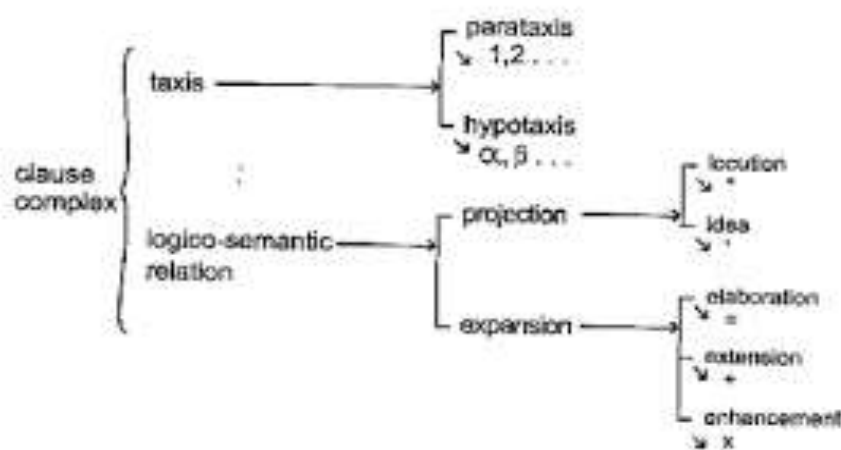 parataxis
↘ 1,2 . . .
taxis
hypotaxis
↘ α, β . . .
clause
complex
locution
↘ "
projection
idea
↘ '
logico-semantic
relation
elaboration
↘ =
expansion
extension
↘ +
enhancement
↘ x